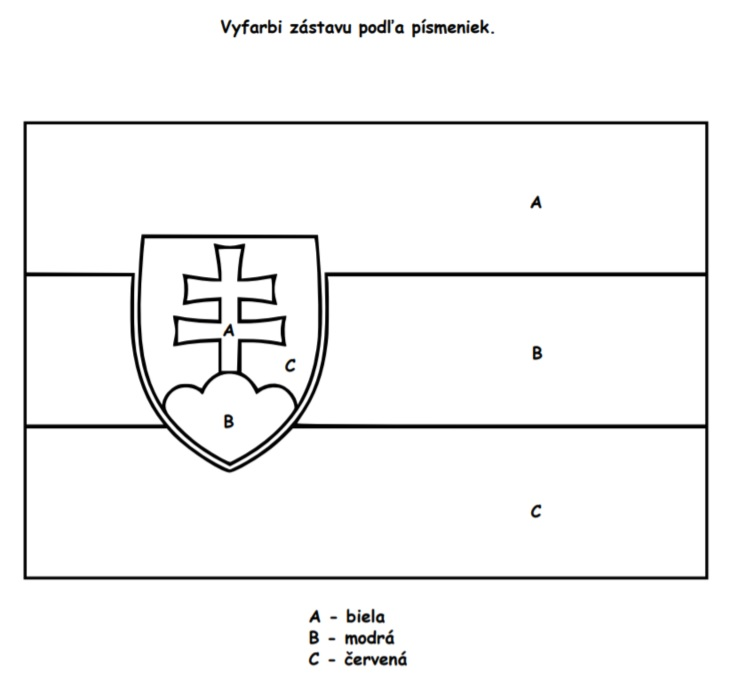 Vyfarbi zástavu podľa písmeniek.
A
A
B
C
B
C
A - biela
B - modrá
C - červená